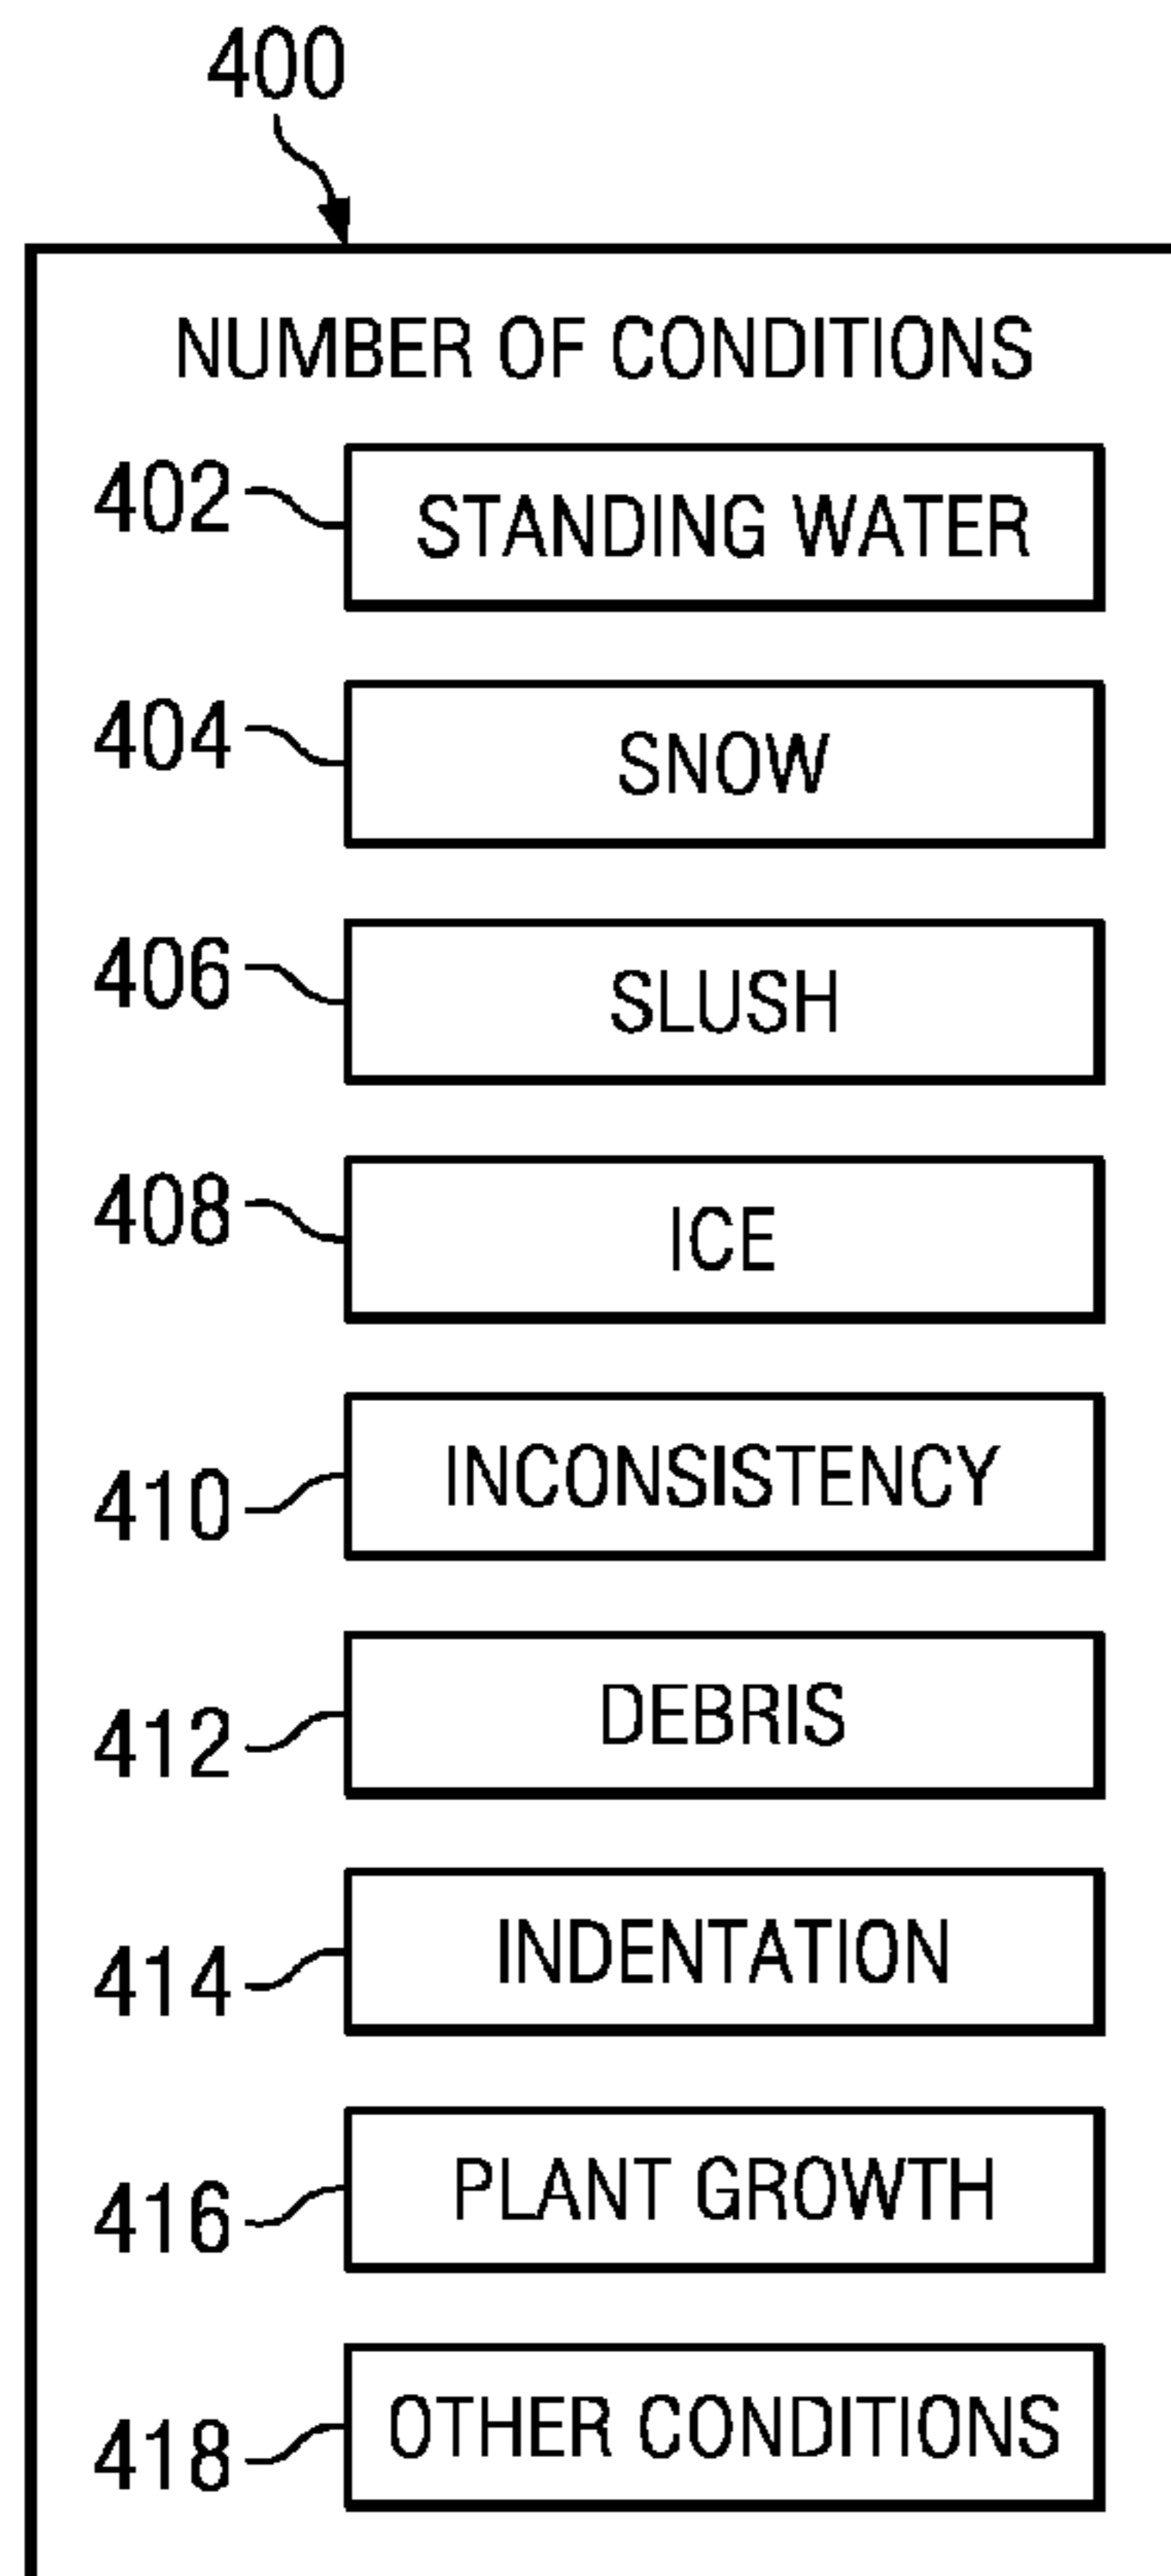 400
NUMBER OF CONDITIONS
402 STANDING WATER
404 SNOW
406 SLUSH
408 ICE
410 INCONSISTENCY
412 DEBRIS
414 INDENTATION
416 PLANT GROWTH
418 OTHER CONDITIONS